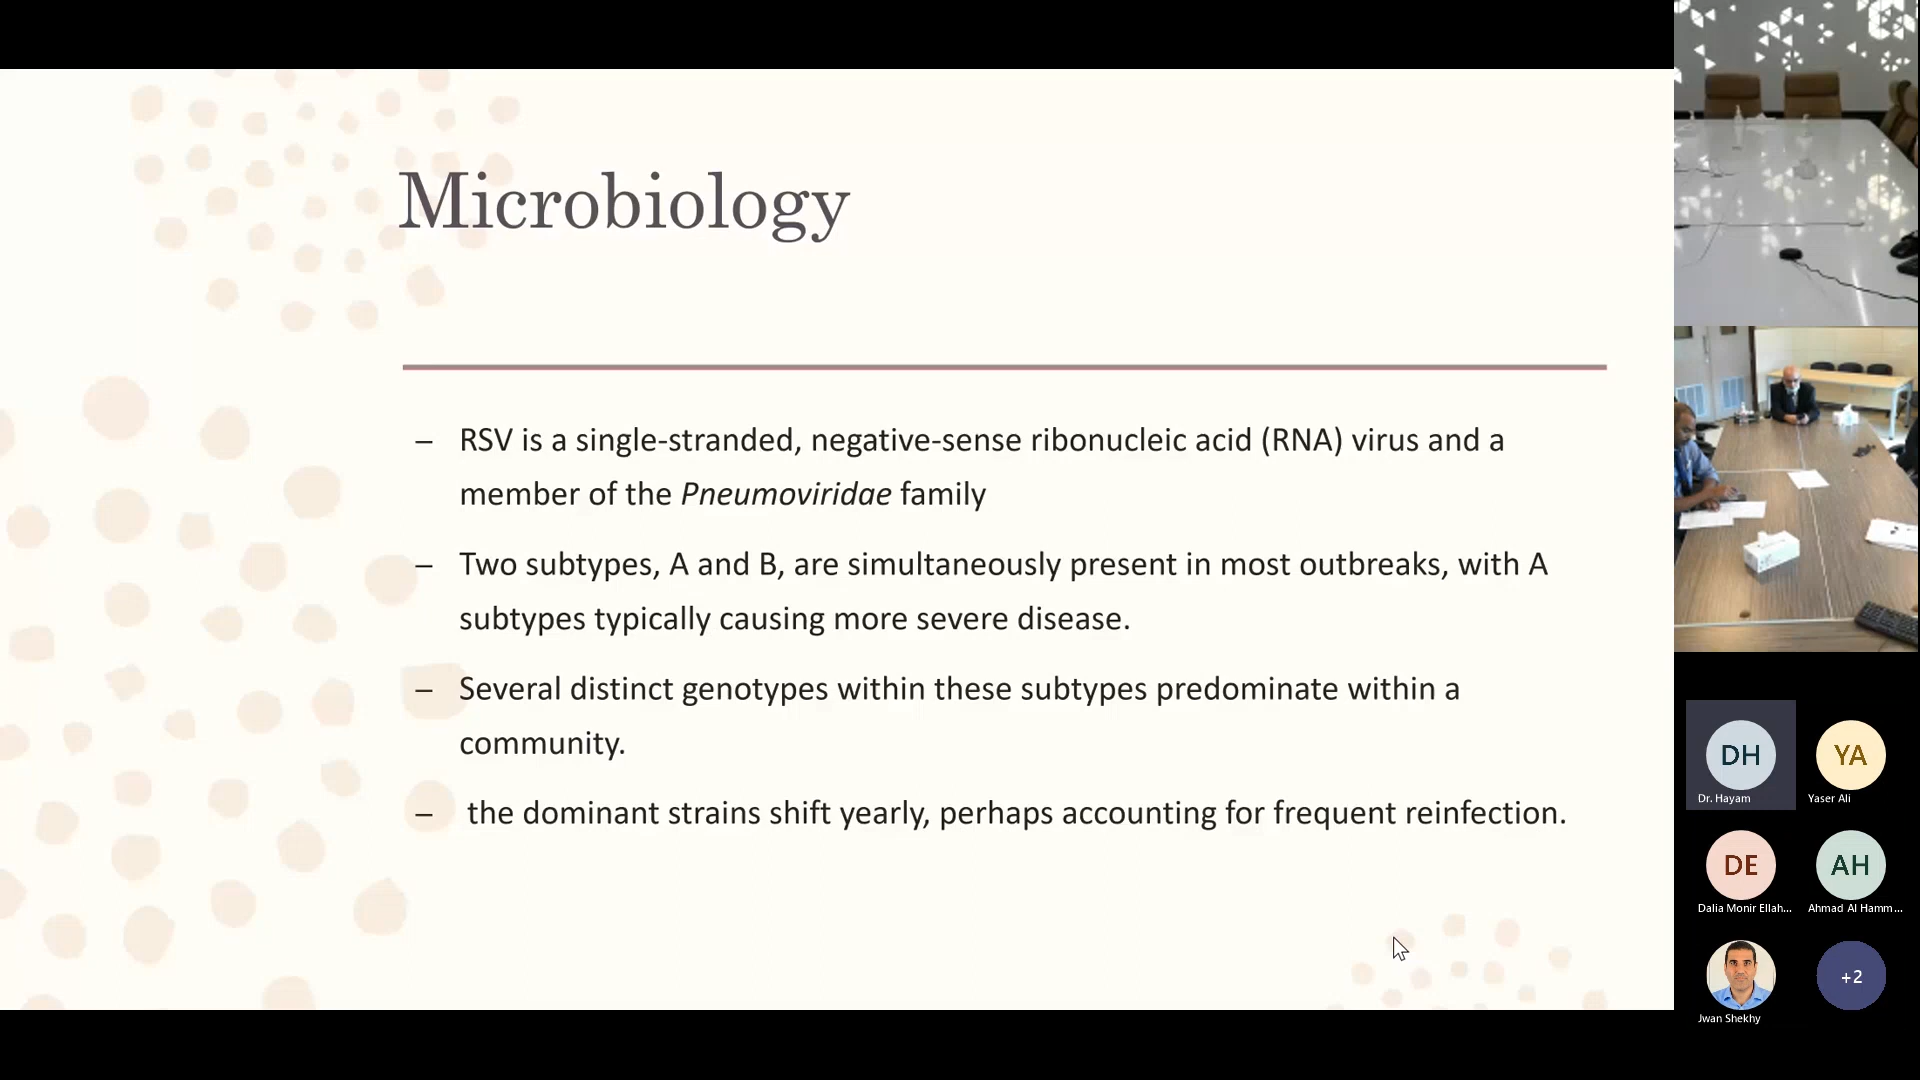 Microbiology
– RSV is a single-stranded, negative-sense ribonucleic acid (RNA) virus and a
member of the Pneumoviridae family
– Two subtypes, A and B, are simultaneously present in most outbreaks, with A
subtypes typically causing more severe disease.
– Several distinct genotypes within these subtypes predominate within a
community.
– the dominant strains shift yearly, perhaps accounting for frequent reinfection.
DH
YA
Dr. Hayam
Yaser Ali
DE
AH
Dalia Monir Ellah...
Ahmad Al Hamm...
+2
Jwan Shekhy